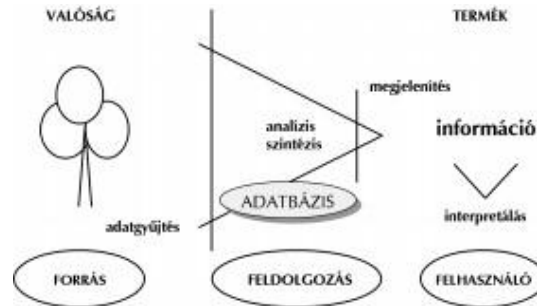 VALÓSÁG
TERMÉK
megjelenítés
analízis
szintézis
információ
ADATBÁZIS
adatgyűjtés
interpretálás
FORRÁS
FELDOLGOZÁS
FELHASZNÁLÓ